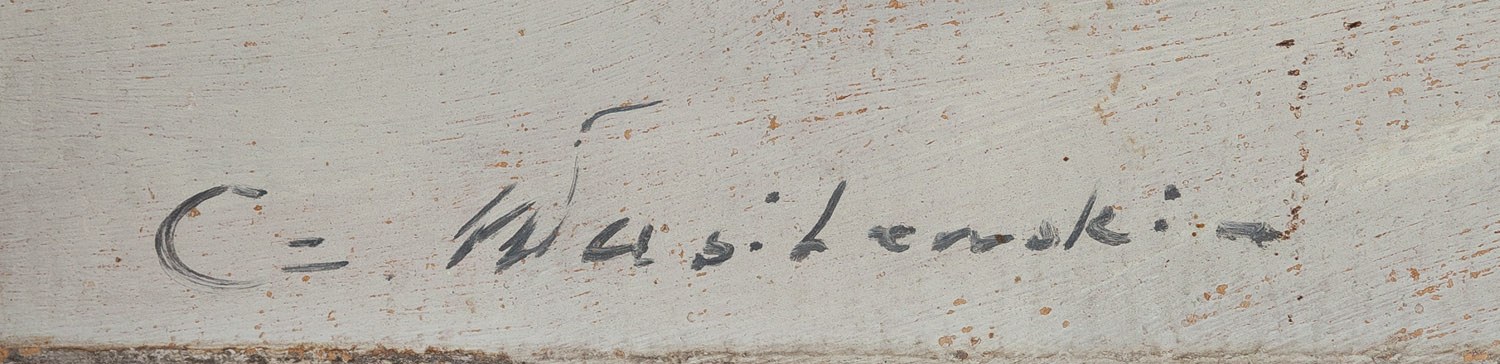 C= Wasilenski -